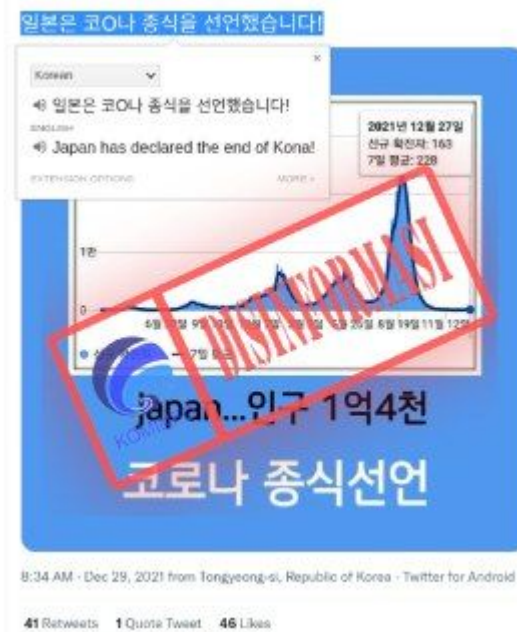 일본은 코O나 종식을 선언했습니다!
×
Korean
일본은 코O나 종식을 선언했습니다!
ENGLISH
Japan has declared the end of Kona!
EXTENSION OPTIONS
MORE »
2021년 12월 27일
신규 확진자: 163
7일 평균: 228
1만
0
DISINFORMASI
japan...인구 1억4천
코로나 종식선언
8:34 AM · Dec 29, 2021 from Tongyeong-si, Republic of Korea · Twitter for Android
41 Retweets 1 Quote Tweet 46 Likes